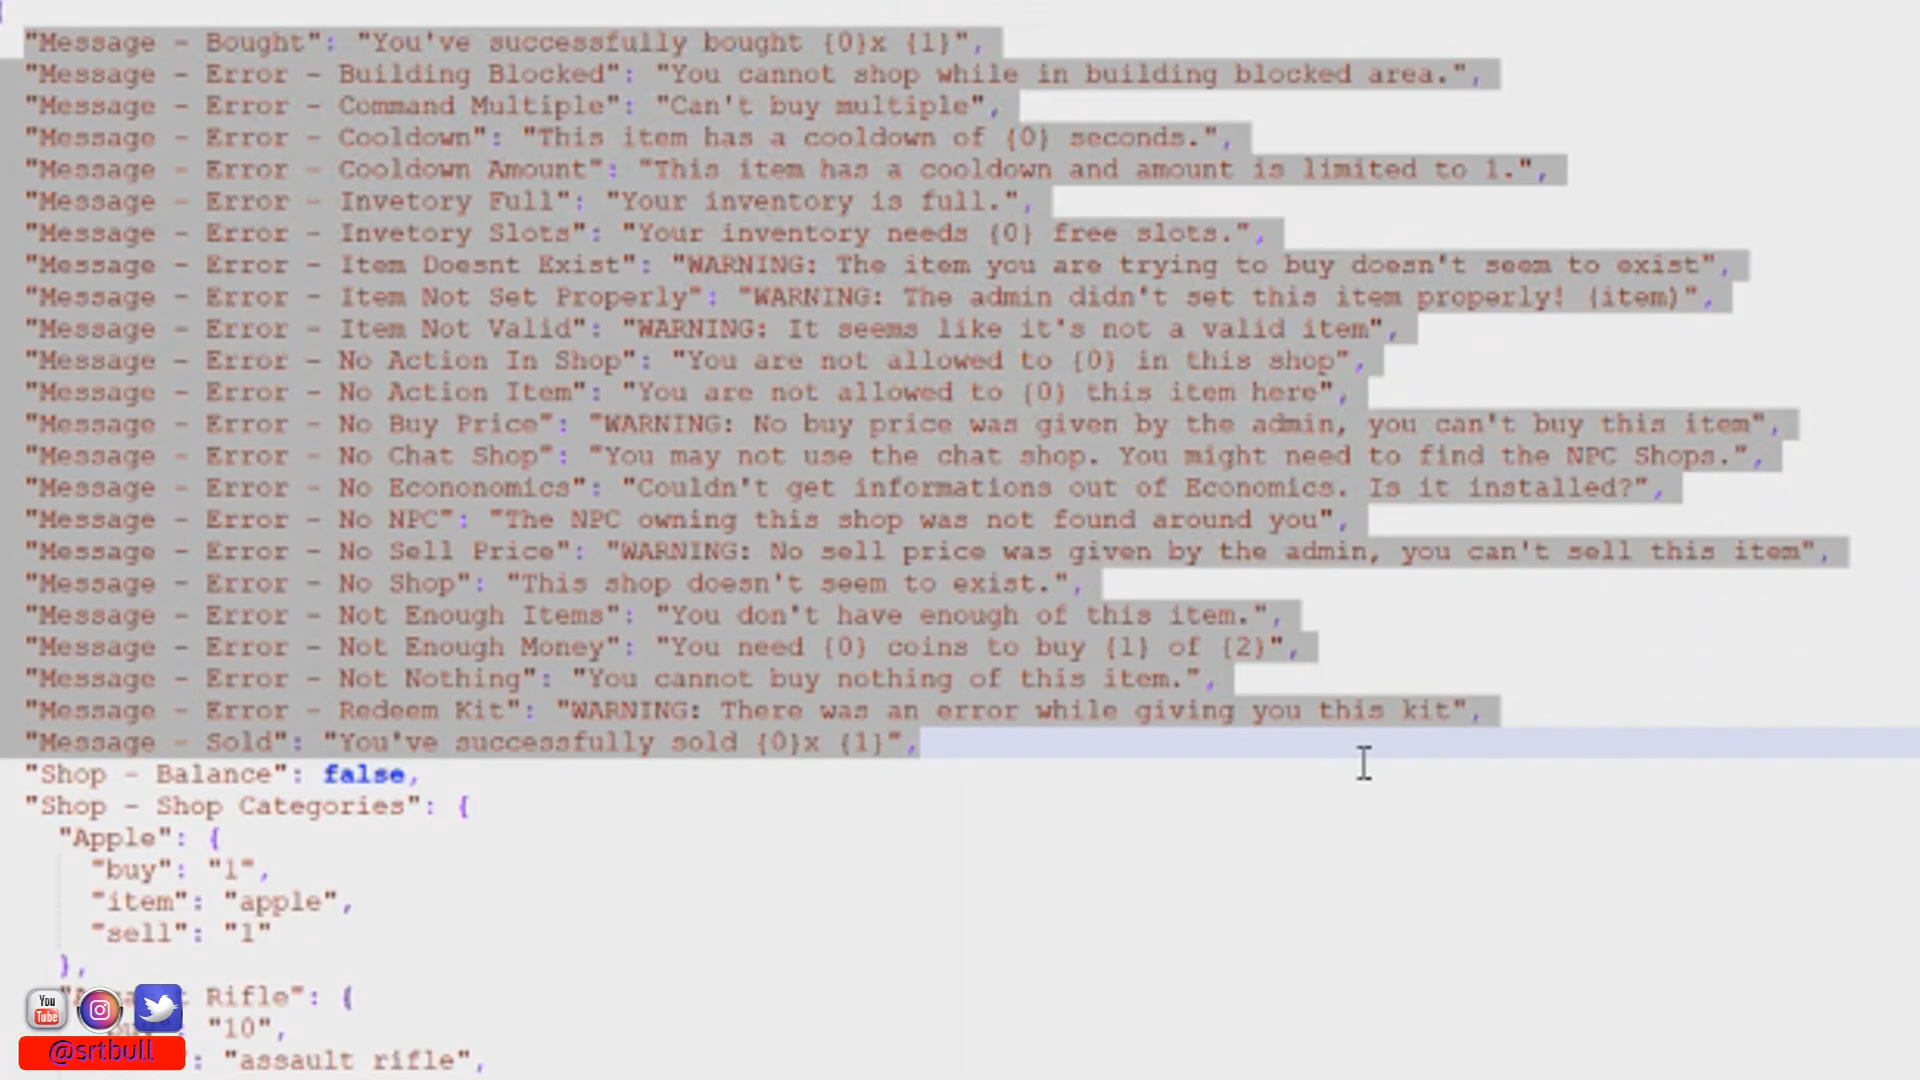 "Message - Bought": "You've successfully bought {0}x {1}",
"Message - Error - Building Blocked": "You cannot shop while in building blocked area.",
"Message - Error - Command Multiple": "Can't buy multiple",
"Message - Error - Cooldown": "This item has a cooldown of {0} seconds.",
"Message - Error - Cooldown Amount": "This item has a cooldown and amount is limited to 1.",
"Message - Error - Invetory Full": "Your inventory is full.",
"Message - Error - Invetory Slots": "Your inventory needs {0} free slots.",
"Message - Error - Item Doesnt Exist": "WARNING: The item you are trying to buy doesn't seem to exist",
"Message - Error - Item Not Set Properly": "WARNING: The admin didn't set this item properly! (item)",
"Message - Error - Item Not Valid": "WARNING: It seems like it's not a valid item",
"Message - Error - No Action In Shop": "You are not allowed to {0} in this shop",
"Message - Error - No Action Item": "You are not allowed to {0} this item here",
"Message - Error - No Buy Price": "WARNING: No buy price was given by the admin, you can't buy this item",
"Message - Error - No Chat Shop": "You may not use the chat shop. You might need to find the NPC Shops.",
"Message - Error - No Econonomics": "Couldn't get informations out of Economics. Is it installed?",
"Message - Error - No NPC": "The NPC owning this shop was not found around you",
"Message - Error - No Sell Price": "WARNING: No sell price was given by the admin, you can't sell this item",
"Message - Error - No Shop": "This shop doesn't seem to exist.",
"Message - Error - Not Enough Items": "You don't have enough of this item.",
"Message - Error - Not Enough Money": "You need {0} coins to buy {1} of {2}",
"Message - Error - Not Nothing": "You cannot buy nothing of this item.",
"Message - Error - Redeem Kit": "WARNING: There was an error while giving you this kit",
"Message - Sold": "You've successfully sold {0}x {1}",
"Shop - Balance": false,
"Shop - Shop Categories": {
"Apple": {
"buy": "1",
"item": "apple",
"sell": "1"
},
Rifle": {
"10",
: "assault rifle",
You Tube
@srtbull